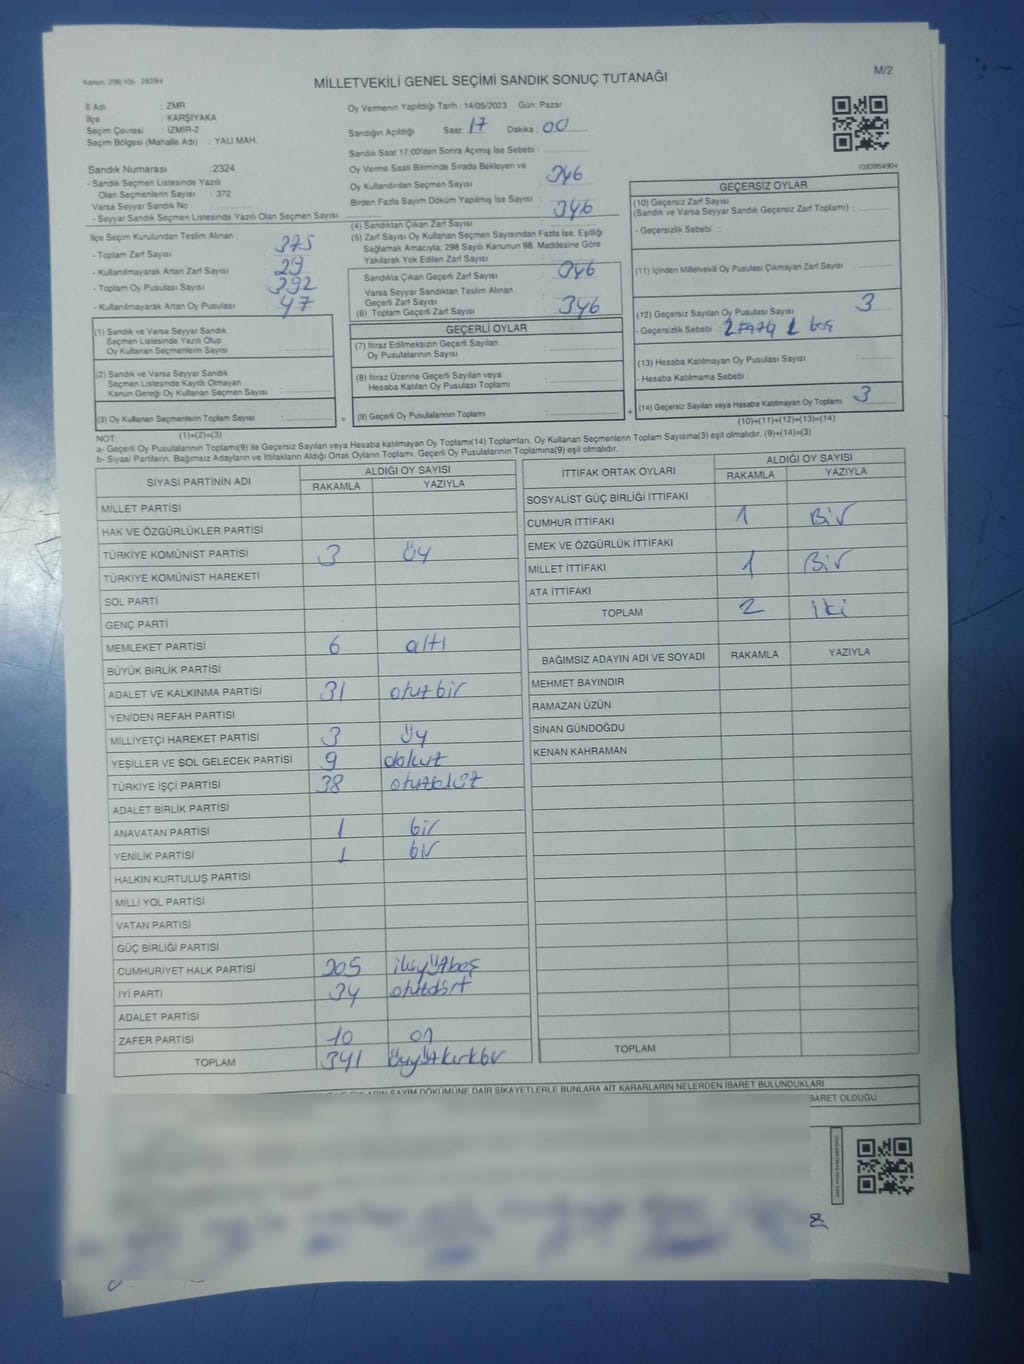 Kanun, 298/105, 2839/4
MİLLETVEKİLİ GENEL SEÇİMİ SANDIK SONUÇ TUTANAĞI
M/2
İl Adı : ZMR
İlçe : KARŞIYAKA
Seçim Çevresi : İZMİR-2
Seçim Bölgesi (Mahalle Adı) : YALI MAH.
Oy Vermenin Yapıldığı Tarih : 14/05/2023 Gün: Pazar
Sandığın Açıldığı Saat: 17 Dakika: 00
Sandık Saat 17:00'den Sonra Açımış İse Sebebi :
1093864904
Sandık Numarası :2324
- Sandık Seçmen Listesinde Yazılı
Olan Seçmenlerin Sayısı : 372
Varsa Seyyar Sandık No :
- Seyyar Sandık Seçmen Listesinde Yazılı Olan Seçmen Sayısı:
Oy Verme Saati Bitiminde Sırada Bekleyen ve
Oy Kullandırılan Seçmen Sayısı 346
Birden Fazla Sayım Döküm Yapılmış İse Sayısı : 346
İlçe Seçim Kurulundan Teslim Alınan :
- Toplam Zarf Sayısı : 375
- Kullanılmayarak Artan Zarf Sayısı : 29
- Toplam Oy Pusulası Sayısı : 392
- Kullanılmayarak Artan Oy Pusulası : 47
(4) Sandıktan Çıkan Zarf Sayısı
(5) Zarf Sayısı Oy Kullanan Seçmen Sayısından Fazla İse, Eşitliği
Sağlamak Amacıyla; 298 Sayılı Kanunun 98. Maddesine Göre
Yakılarak Yok Edilen Zarf Sayısı :
Sandıkta Çıkan Geçerli Zarf Sayısı 346
Varsa Seyyar Sandıktan Teslim Alınan
Geçerli Zarf Sayısı
(6) Toplam Geçerli Zarf Sayısı : 346
GEÇERSİZ OYLAR
(10) Geçersiz Zarf Sayısı
(Sandık ve Varsa Seyyar Sandık Geçersiz Zarf Toplamı) :
- Geçersizlik Sebebi :
(11) İçinden Milletvekili Oy Pusulası Çıkmayan Zarf Sayısı :
(12) Geçersiz Sayılan Oy Pusulası Sayısı 3
- Geçersizlik Sebebi : boş
(13) Hesaba Katılmayan Oy Pusulası Sayısı
- Hesaba Katılmama Sebebi :
(14) Geçersiz Sayılan veya Hesaba Katılmayan Oy Toplamı 3
(10)+(11)+(12)+(13)=(14)
(1) Sandık ve Varsa Seyyar Sandık
Seçmen Listesinde Yazılı Olup
Oy Kullanan Seçmenlerin Sayısı :
(2) Sandık ve Varsa Seyyar Sandık
Seçmen Listesinde Kayıtlı Olmayan
Kanun Gereği Oy Kullanan Seçmen Sayısı :
(3) Oy Kullanan Seçmenlerin Toplam Sayısı :
(1)+(2)=(3)
=
GEÇERLİ OYLAR
(7) İtiraz Edilmeksizin Geçerli Sayılan
Oy Pusulalarının Sayısı :
(8) İtiraz Üzerine Geçerli Sayılan veya
Hesaba Katılan Oy Pusulası Toplamı :
(9) Geçerli Oy Pusulalarının Toplamı :
+
NOT:
a- Geçerli Oy Pusulalarının Toplamı(9) ile Geçersiz Sayılan veya Hesaba katılmayan Oy Toplamı(14) Toplamları, Oy Kullanan Seçmenlerin Toplam Sayısına(3) eşit olmalıdır. (9)+(14)=(3)
b- Siyasi Partilerin, Bağımsız Adayların ve İttifakların Aldığı Ortak Oyların Toplamı, Geçerli Oy Pusulalarının Toplamına(9) eşit olmalıdır.
SİYASİ PARTİNİN ADI
ALDIĞI OY SAYISI
RAKAMLA YAZIYLA
MİLLET PARTİSİ
HAK VE ÖZGÜRLÜKLER PARTİSİ
TÜRKİYE KOMÜNİST PARTİSİ 3 üç
TÜRKİYE KOMÜNİST HAREKETİ
SOL PARTİ
GENÇ PARTİ
MEMLEKET PARTİSİ 6 altı
BÜYÜK BİRLİK PARTİSİ
ADALET VE KALKINMA PARTİSİ 31 otuzbir
YENİDEN REFAH PARTİSİ
MİLLİYETÇİ HAREKET PARTİSİ 3 üç
YEŞİLLER VE SOL GELECEK PARTİSİ 9 dokuz
TÜRKİYE İŞÇİ PARTİSİ 38 otuzsekiz
ADALET BİRLİK PARTİSİ
ANAVATAN PARTİSİ 1 bir
YENİLİK PARTİSİ 1 bir
HALKIN KURTULUŞ PARTİSİ
MİLLİ YOL PARTİSİ
VATAN PARTİSİ
GÜÇ BİRLİĞİ PARTİSİ
CUMHURİYET HALK PARTİSİ 205 ikiyüzbeş
İYİ PARTİ 34 otuzdört
ADALET PARTİSİ
ZAFER PARTİSİ 10 on
TOPLAM 341 üçyüzkırkbir
İTTİFAK ORTAK OYLARI
ALDIĞI OY SAYISI
RAKAMLA YAZIYLA
SOSYALİST GÜÇ BİRLİĞİ İTTİFAKI
CUMHUR İTTİFAKI 1 Bir
EMEK VE ÖZGÜRLÜK İTTİFAKI
MİLLET İTTİFAKI 1 Bir
ATA İTTİFAKI
TOPLAM 2 iki
BAĞIMSIZ ADAYIN ADI VE SOYADI RAKAMLA YAZIYLA
MEHMET BAYINDIR
RAMAZAN ÜZÜN
SİNAN GÜNDOĞDU
KENAN KAHRAMAN
TOPLAM
SAYIM DÖKÜMÜNE DAİR ŞİKAYETLERLE BUNLARA AİT KARARLARIN NELERDEN İBARET BULUNDUKLARI
BARET OLDUĞU